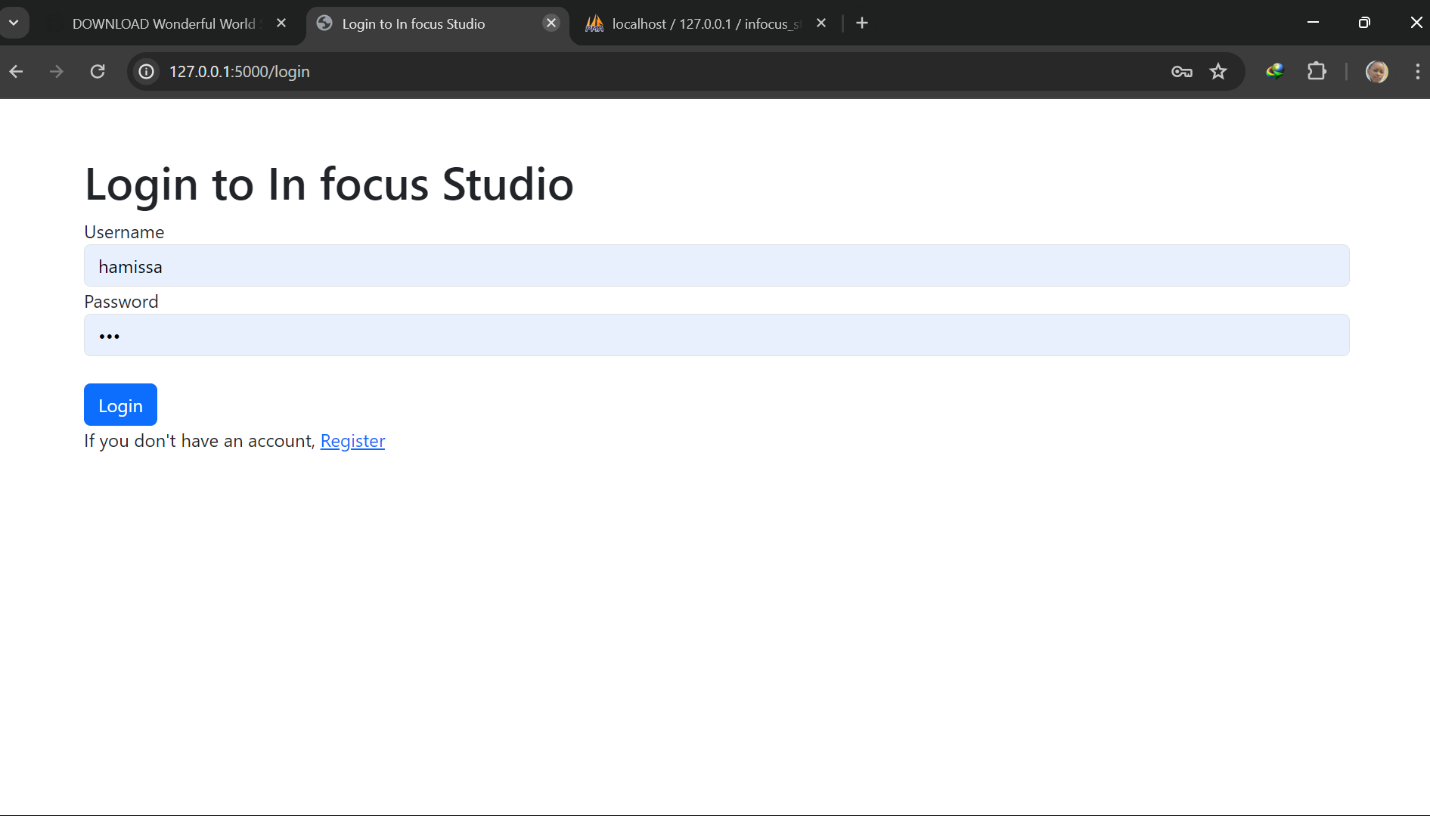 DOWNLOAD Wonderful World
Login to In focus Studio
localhost / 127.0.0.1 / infocus_st
127.0.0.1:5000/login
Login to In focus Studio
Username
hamissa
Password
•••
Login
If you don't have an account, Register